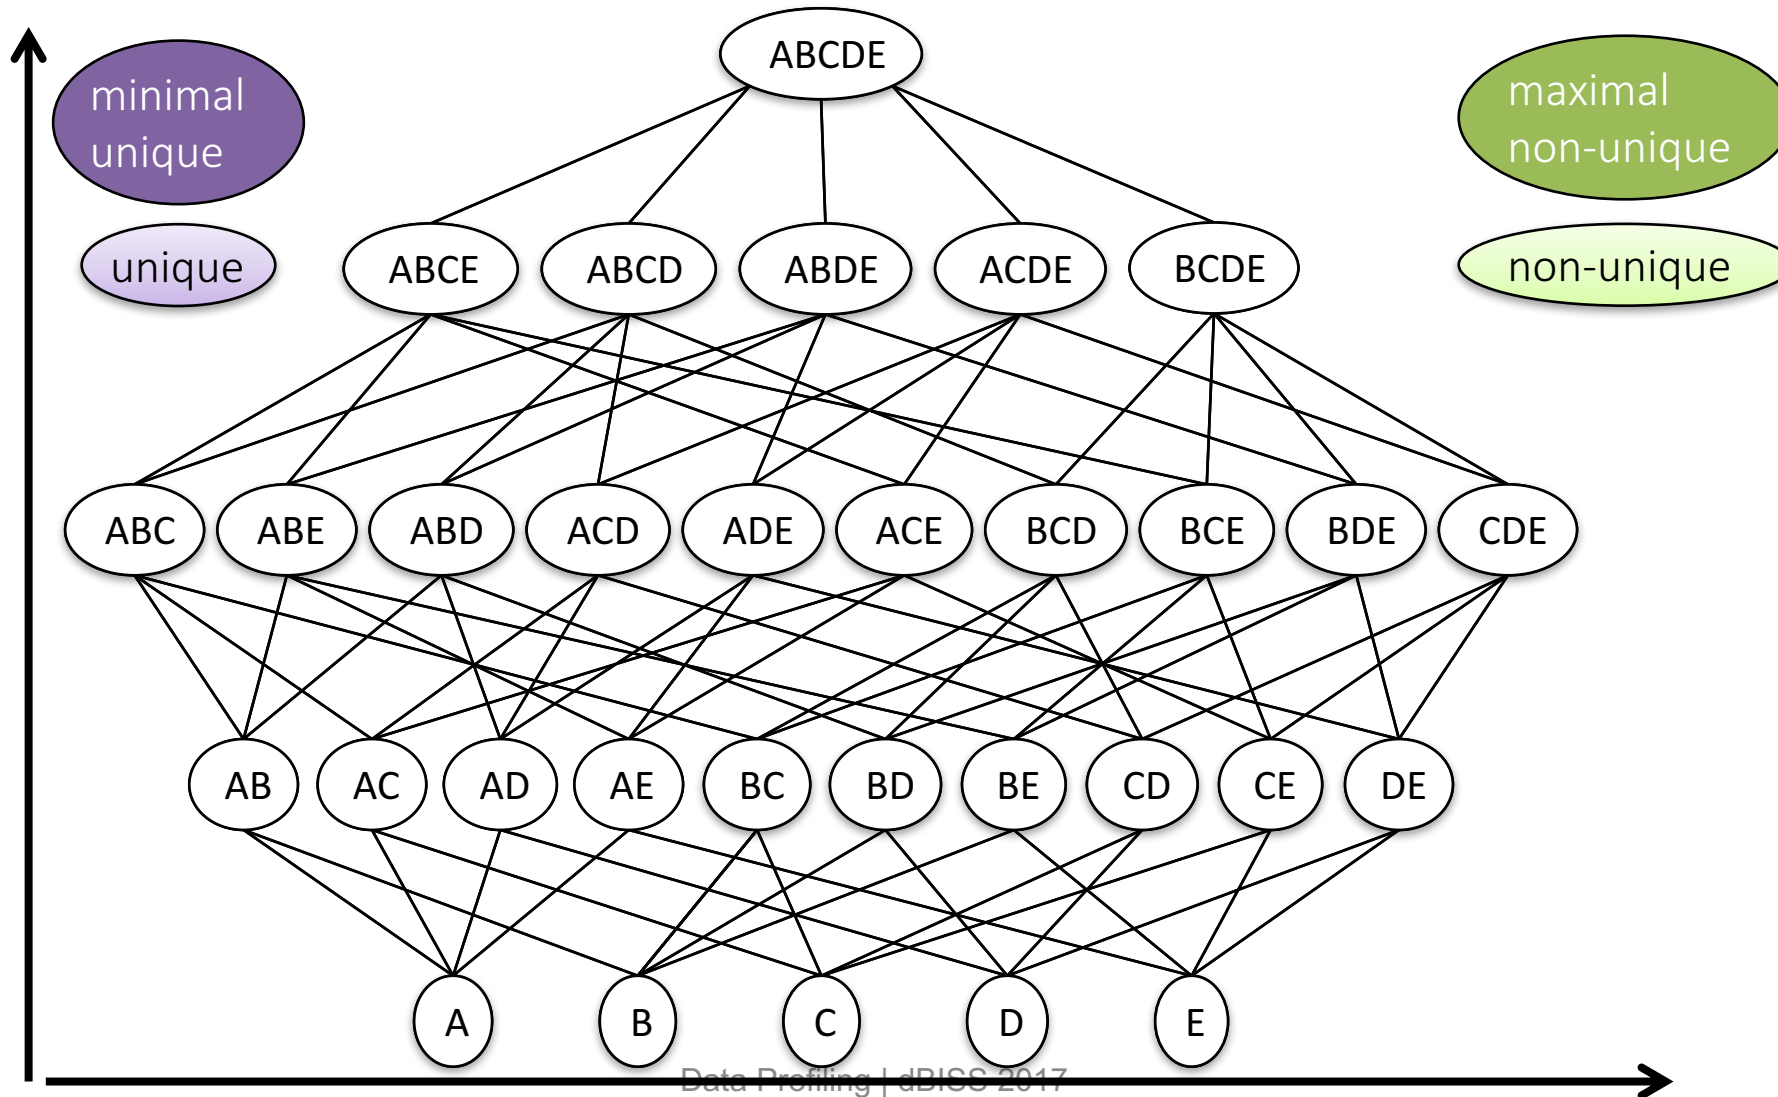 ABCDE
minimal
unique
maximal
non-unique
unique
ABCE ABCD ABDE ACDE BCDE
non-unique
ABC ABE ABD ACD ADE ACE BCD BCE BDE CDE
AB AC AD AE BC BD BE CD CE DE
A B C D E
Data Profiling | dBISS 2017